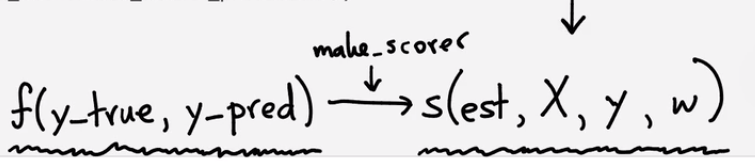 make_scorer
f(y_true, y_pred) → s(est, X, y, w)